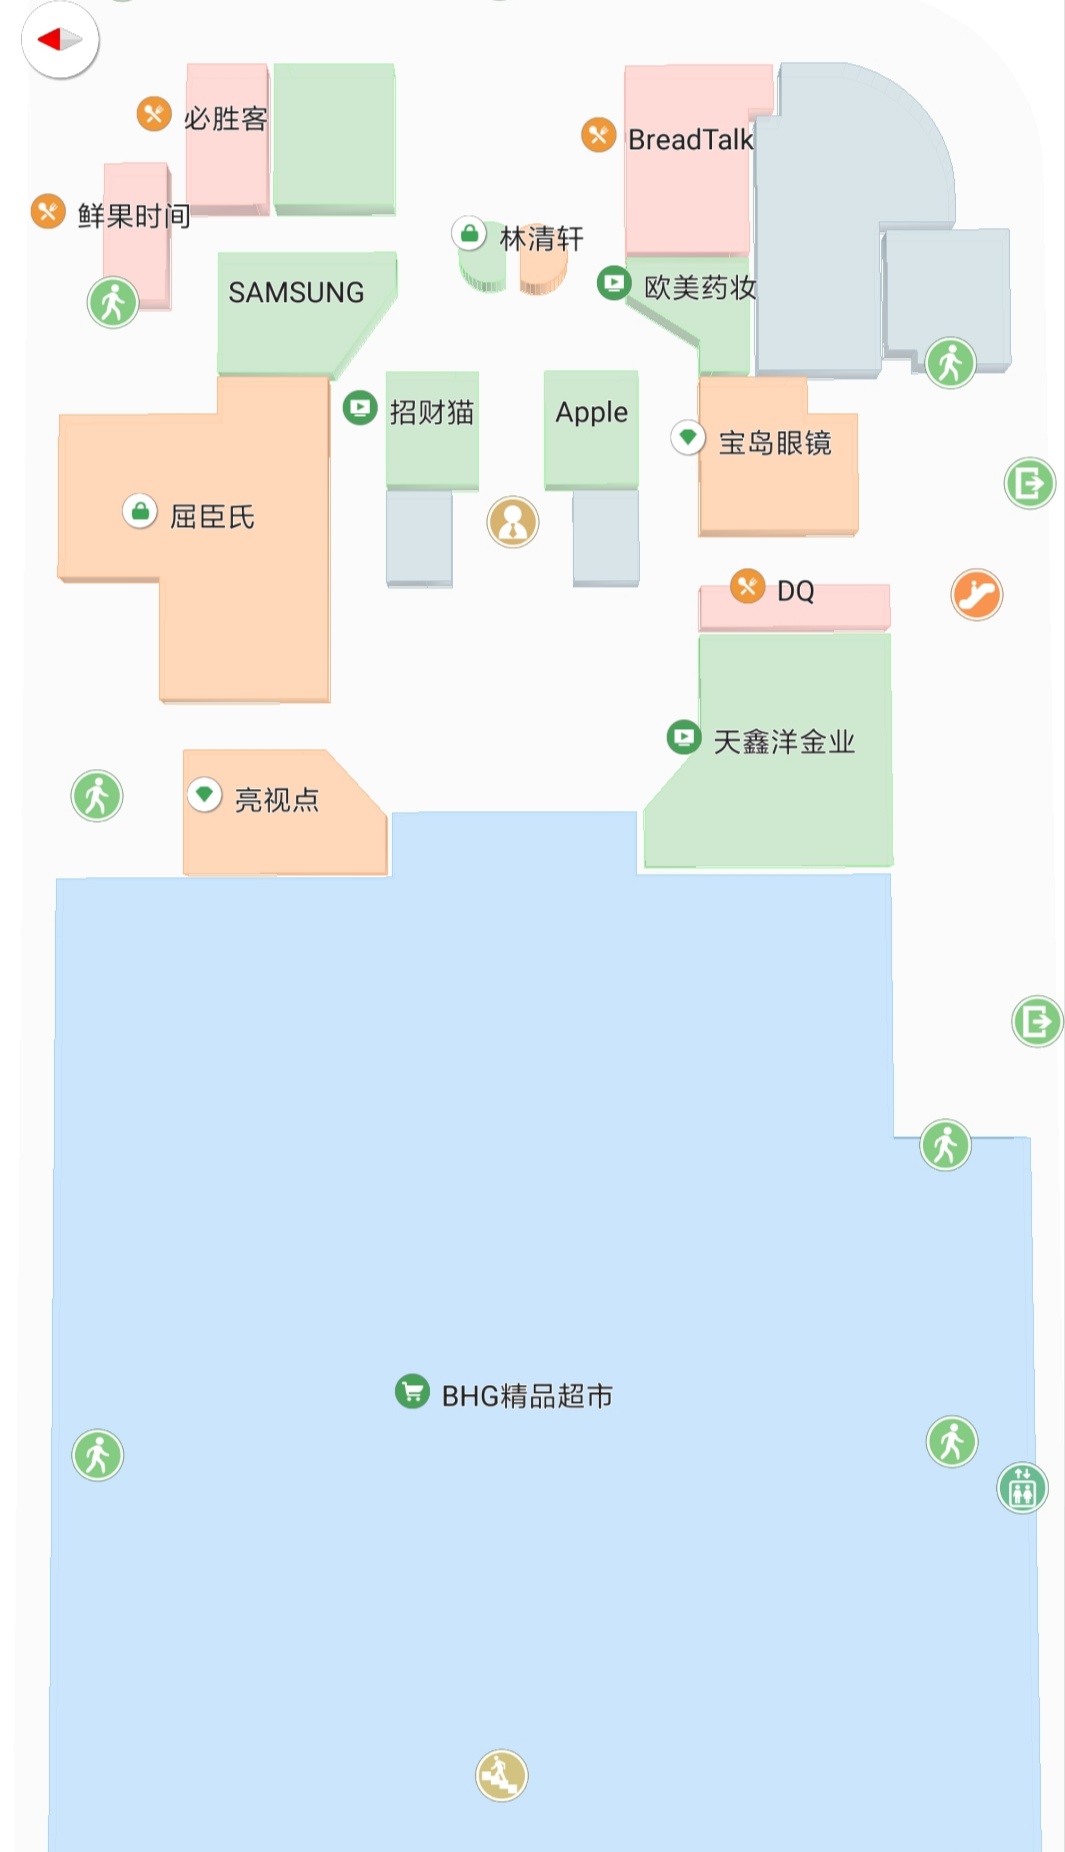 必胜客
BreadTalk
鲜果时间
林清轩
SAMSUNG
欧美药妆
招财猫
Apple
宝岛眼镜
屈臣氏
DQ
天鑫洋金业
亮视点
BHG精品超市